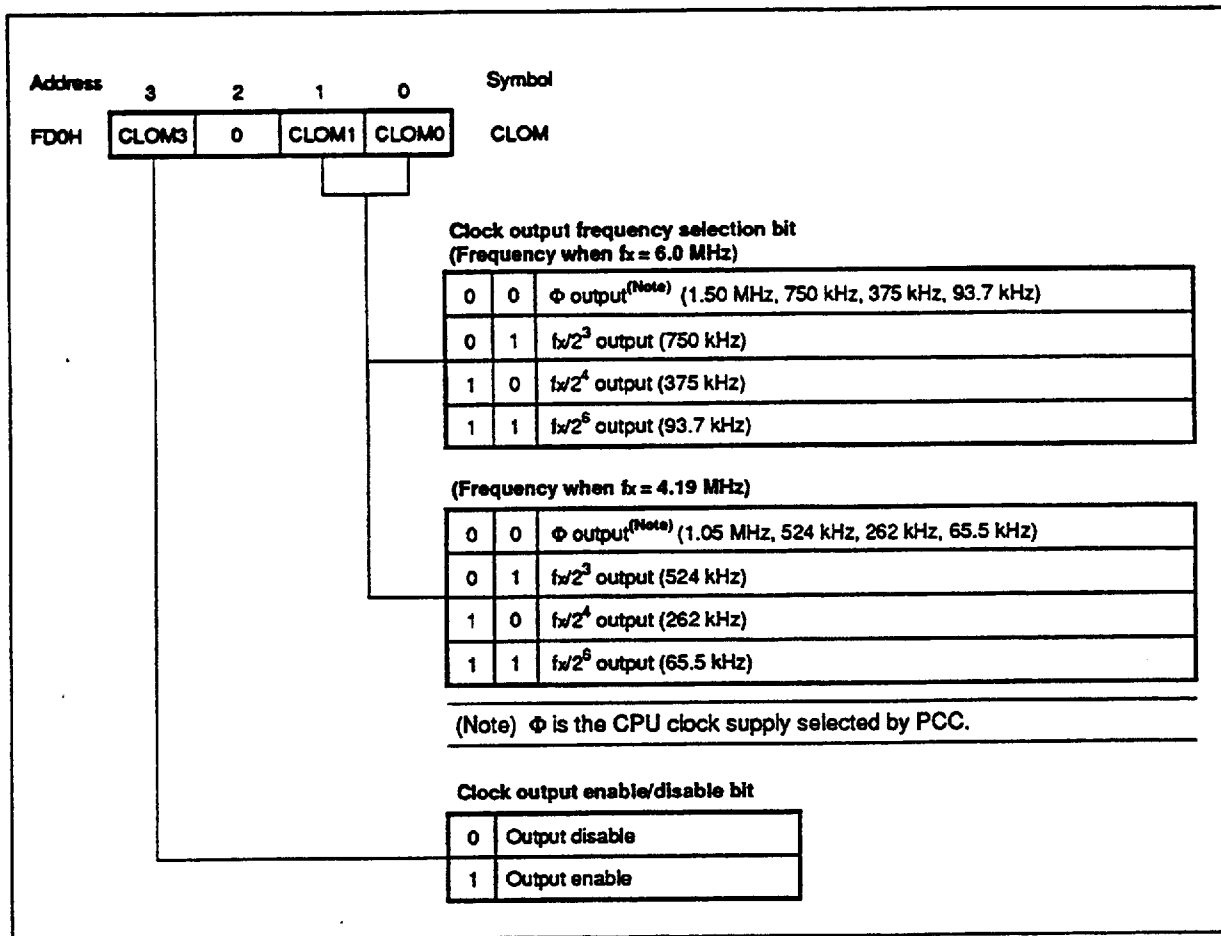 Address 3 2 1 0 Symbol
FD0H CLOM3 0 CLOM1 CLOM0 CLOM
Clock output frequency selection bit
(Frequency when fx = 6.0 MHz)
0 0 Φ output(Note) (1.50 MHz, 750 kHz, 375 kHz, 93.7 kHz)
0 1 fx/2³ output (750 kHz)
1 0 fx/2⁴ output (375 kHz)
1 1 fx/2⁶ output (93.7 kHz)
(Frequency when fx = 4.19 MHz)
0 0 Φ output(Note) (1.05 MHz, 524 kHz, 262 kHz, 65.5 kHz)
0 1 fx/2³ output (524 kHz)
1 0 fx/2⁴ output (262 kHz)
1 1 fx/2⁶ output (65.5 kHz)
(Note) Φ is the CPU clock supply selected by PCC.
Clock output enable/disable bit
0 Output disable
1 Output enable